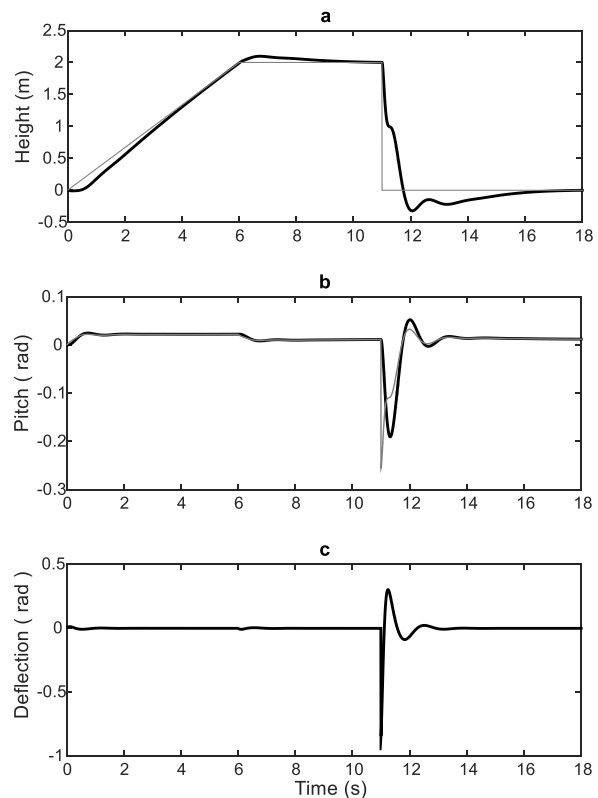 a
2.5
2
1.5
1
0.5
0
-0.5
Height (m)
0 2 4 6 8 10 12 14 16 18
b
0.1
0
-0.1
-0.2
-0.3
Pitch ( rad)
0 2 4 6 8 10 12 14 16 18
c
0.5
0
-0.5
-1
Deflection ( rad )
0 2 4 6 8 10 12 14 16 18
Time (s)